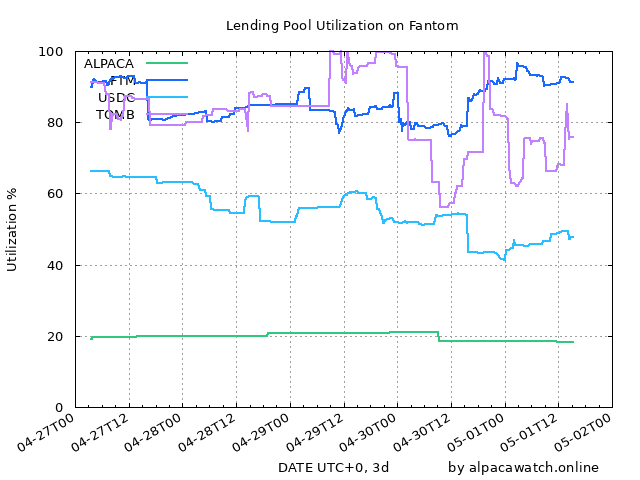 Lending Pool Utilization on Fantom
ALPACA
FTM
USDC
TOMB
100
80
60
40
20
0
Utilization %
04-27T00
04-27T12
04-28T00
04-28T12
04-29T00
04-29T12
04-30T00
04-30T12
05-01T00
05-01T12
05-02T00
DATE UTC+0, 3d
by alpacawatch.online